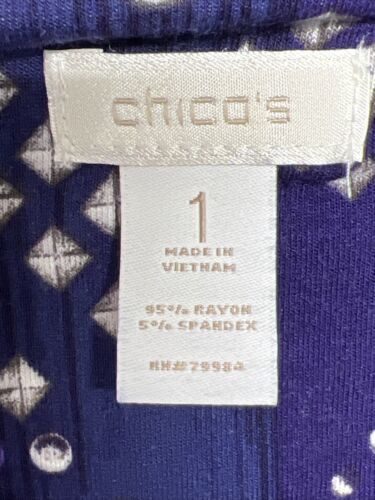 chico's
1
MADE IN
VIETNAM
95% RAYON
5% SPANDEX
RN#79984